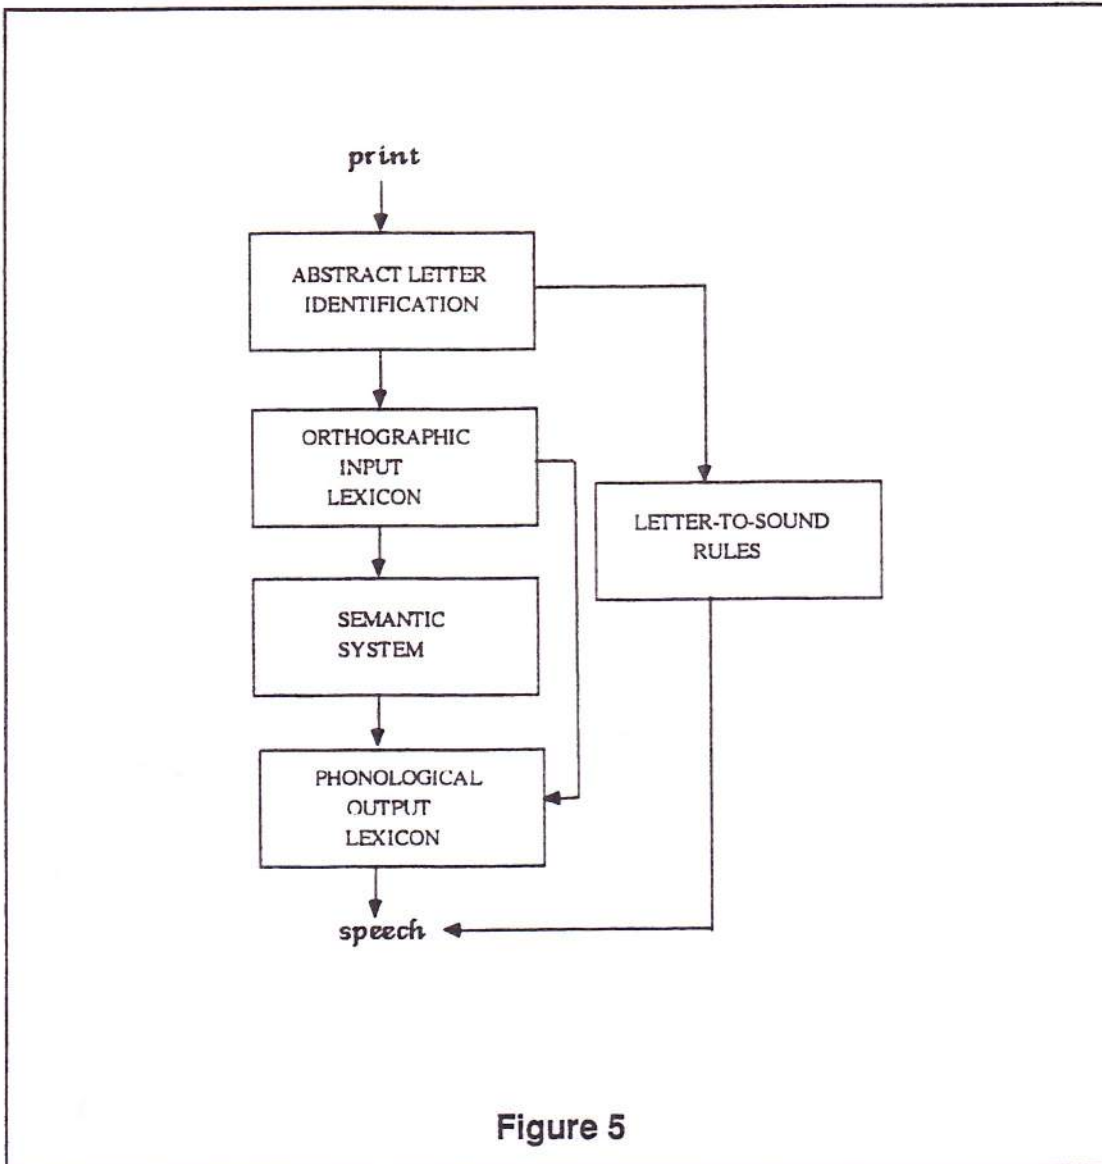 print
ABSTRACT LETTER
IDENTIFICATION
ORTHOGRAPHIC
INPUT
LEXICON
LETTER-TO-SOUND
RULES
SEMANTIC
SYSTEM
PHONOLOGICAL
OUTPUT
LEXICON
speech
Figure 5